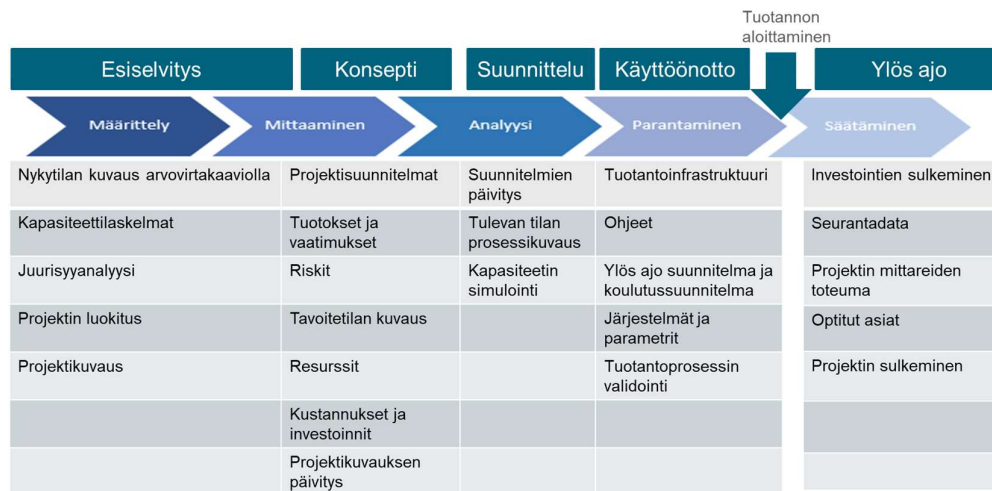 Tuotannon
aloittaminen
Esiselvitys
Konsepti
Suunnittelu
Käyttöönotto
Ylös ajo
Määrittely
Mittaaminen
Analyysi
Parantaminen
Säätäminen
Nykytilan kuvaus arvovirtakaaviolla
Projektisuunnitelmat
Suunnitelmien
päivitys
Tuotantoinfrastruktuuri
Investointien sulkeminen
Kapasiteettilaskelmat
Tuotokset ja
vaatimukset
Tulevan tilan
prosessikuvaus
Ohjeet
Seurantadata
Juurisyyanalyysi
Riskit
Kapasiteetin
simulointi
Ylös ajo suunnitelma ja
koulutussuunnitelma
Projektin mittareiden
toteuma
Projektin luokitus
Tavoitetilan kuvaus
Järjestelmät ja
parametrit
Optitut asiat
Projektikuvaus
Resurssit
Tuotantoprosessin
validointi
Projektin sulkeminen
Kustannukset ja
investoinnit
Projektikuvauksen
päivitys